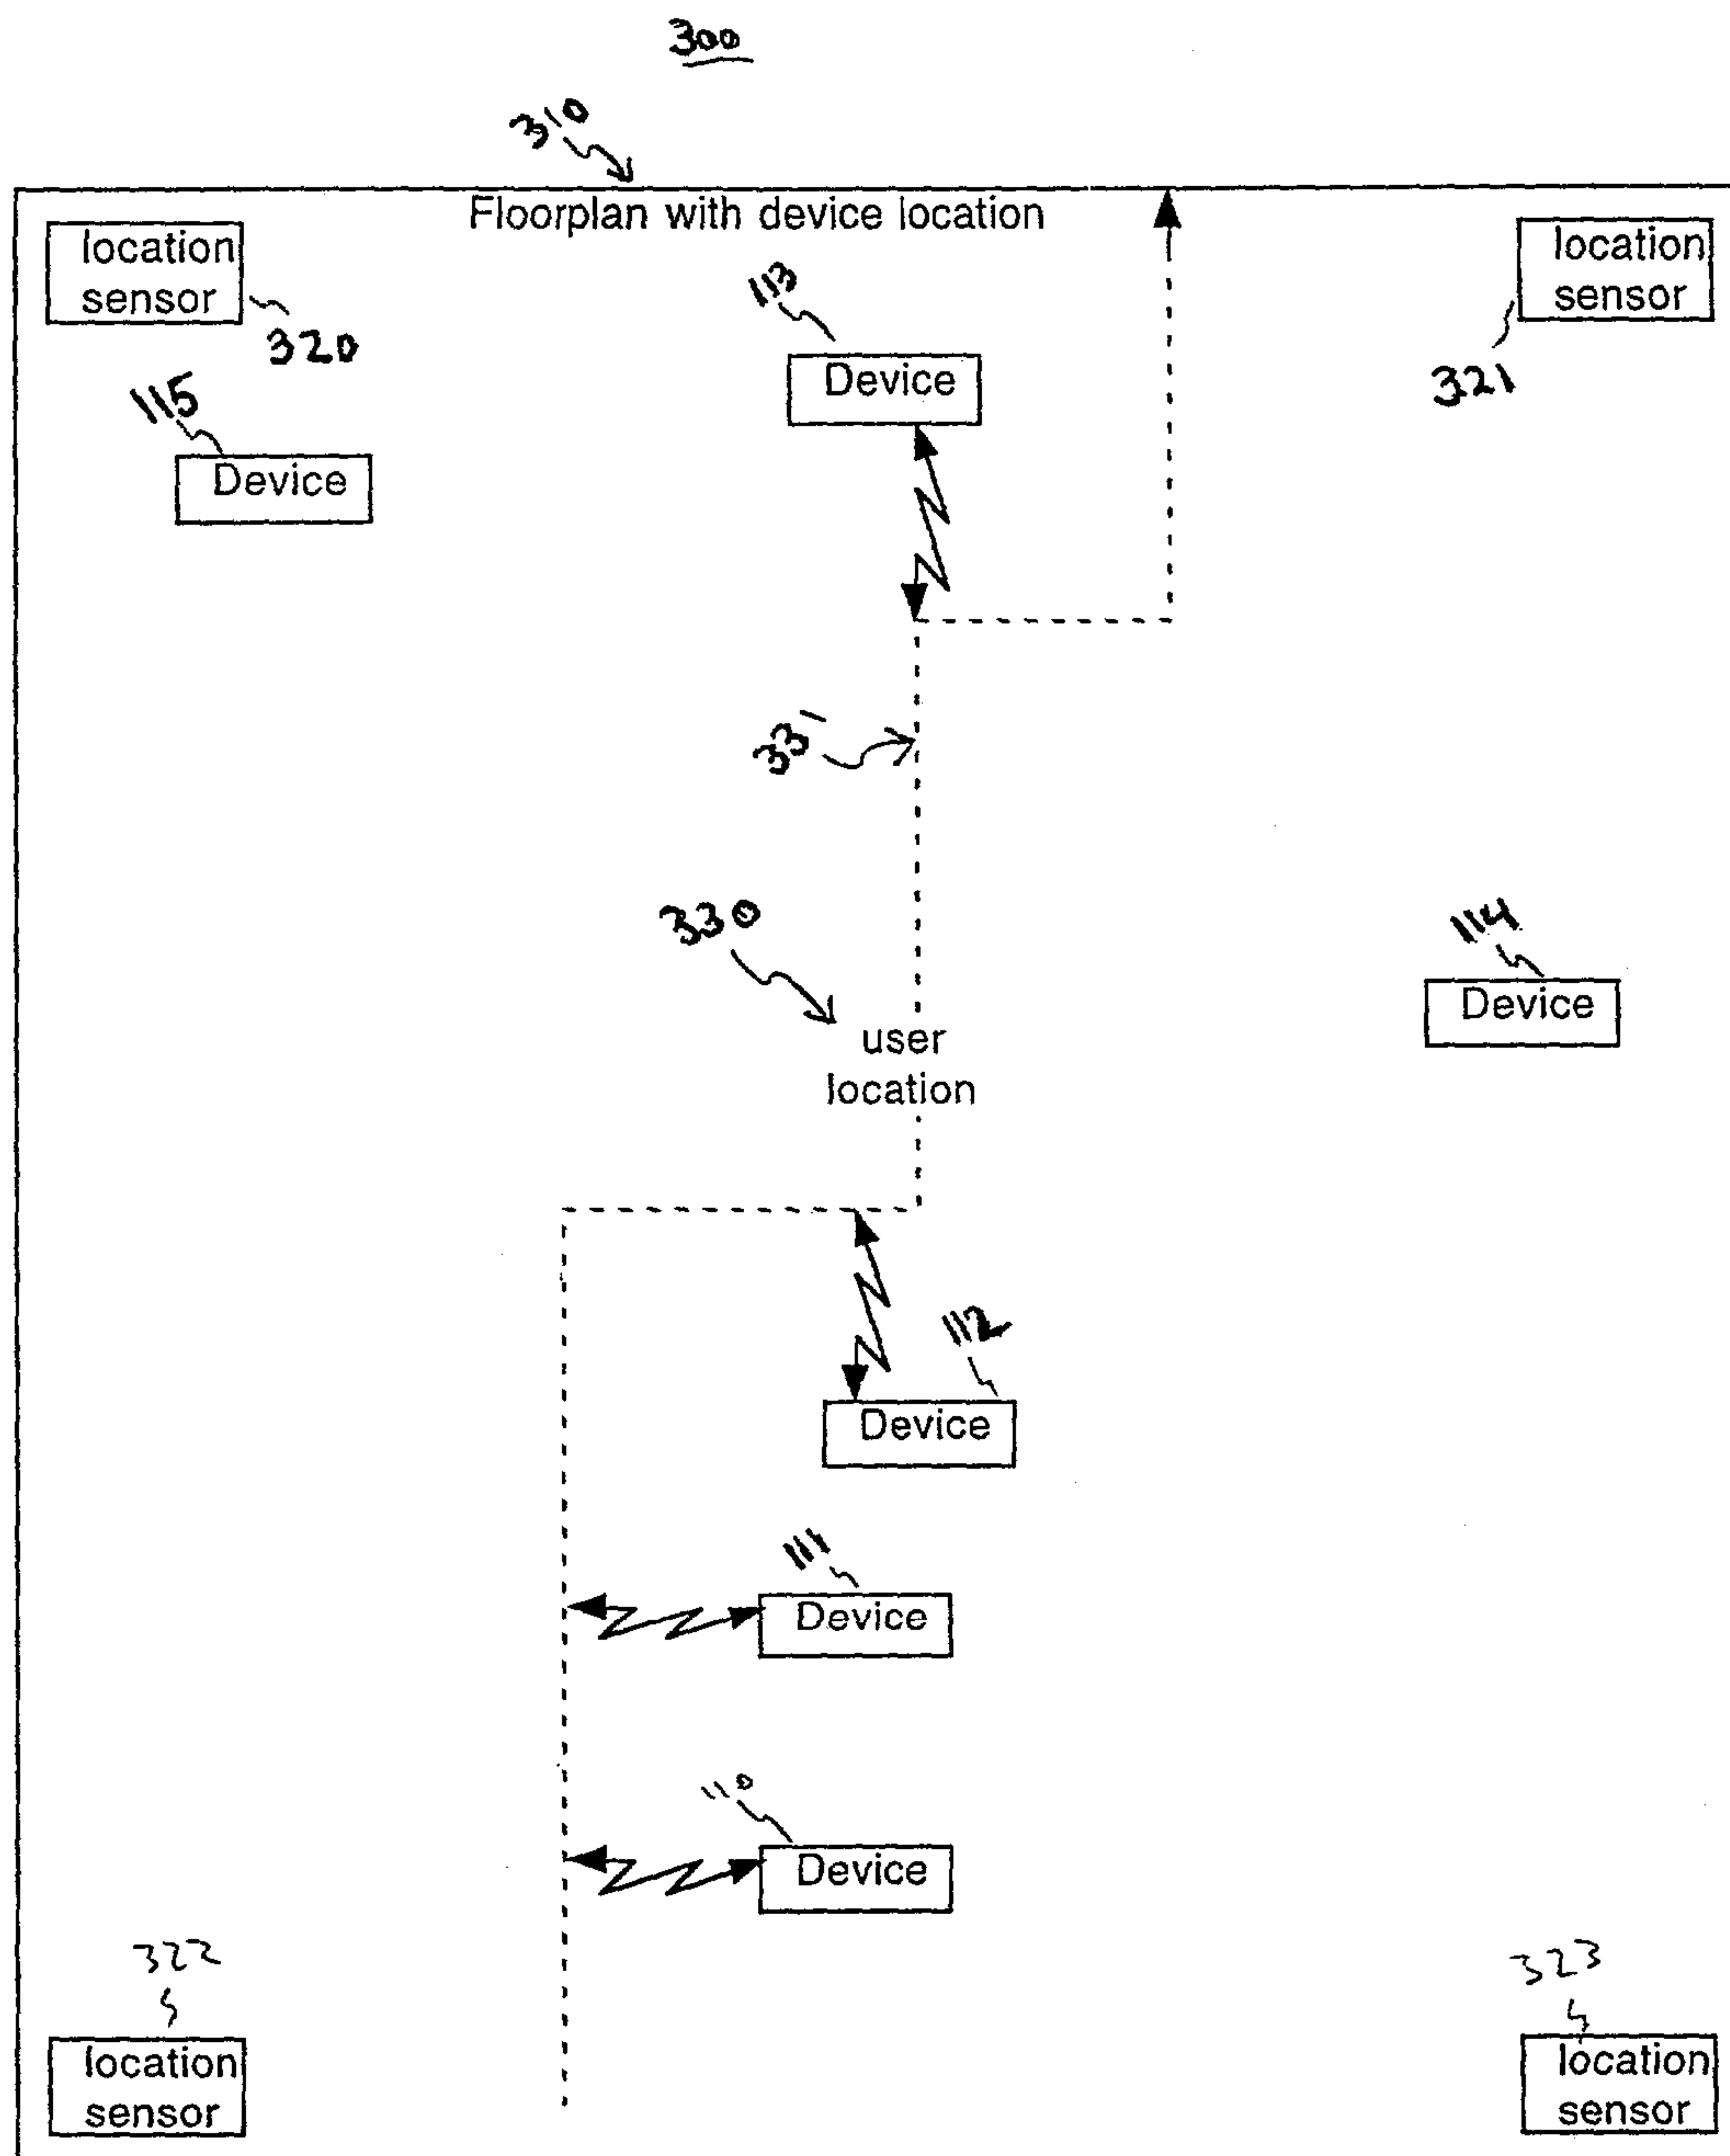 300
310
Floorplan with device location
location
sensor
320
location
sensor
321
113
Device
115
Device
331
330
user
location
114
Device
112
Device
111
Device
110
Device
322
location
sensor
323
location
sensor